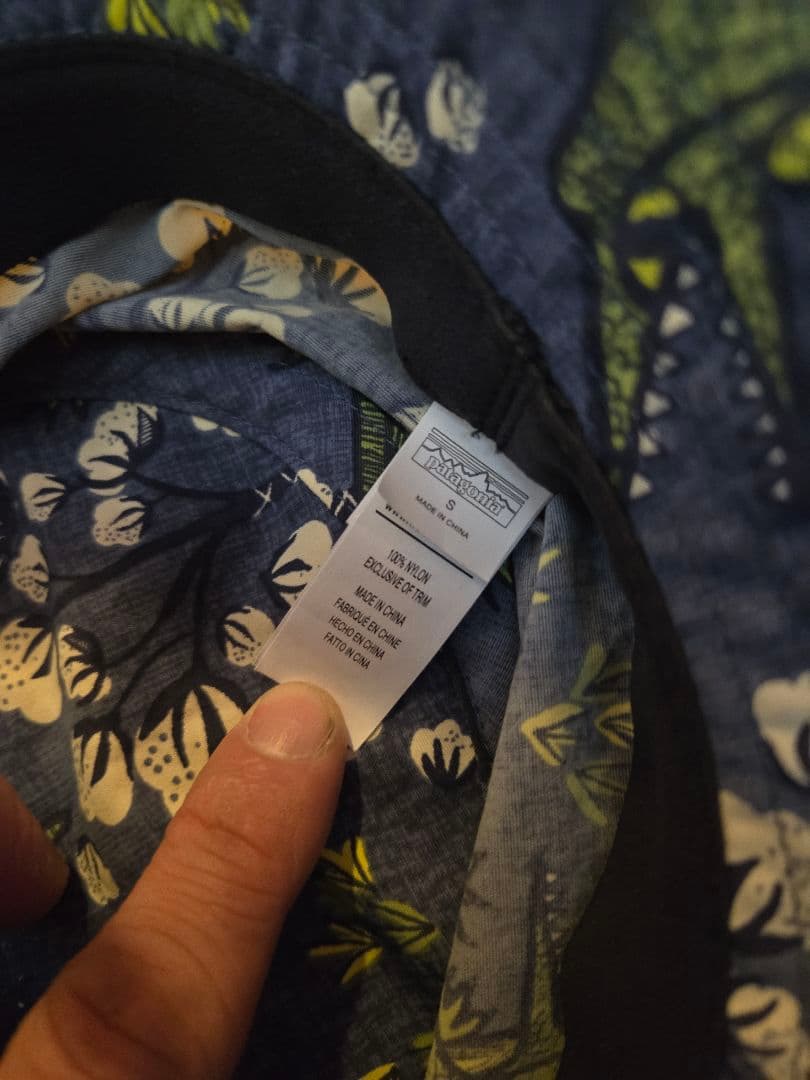 patagonia
S
MADE IN CHINA
100% NYLON
EXCLUSIVE OF TRIM
MADE IN CHINA
FABRIQUÉ EN CHINE
HECHO EN CHINA
FATTO IN CINA